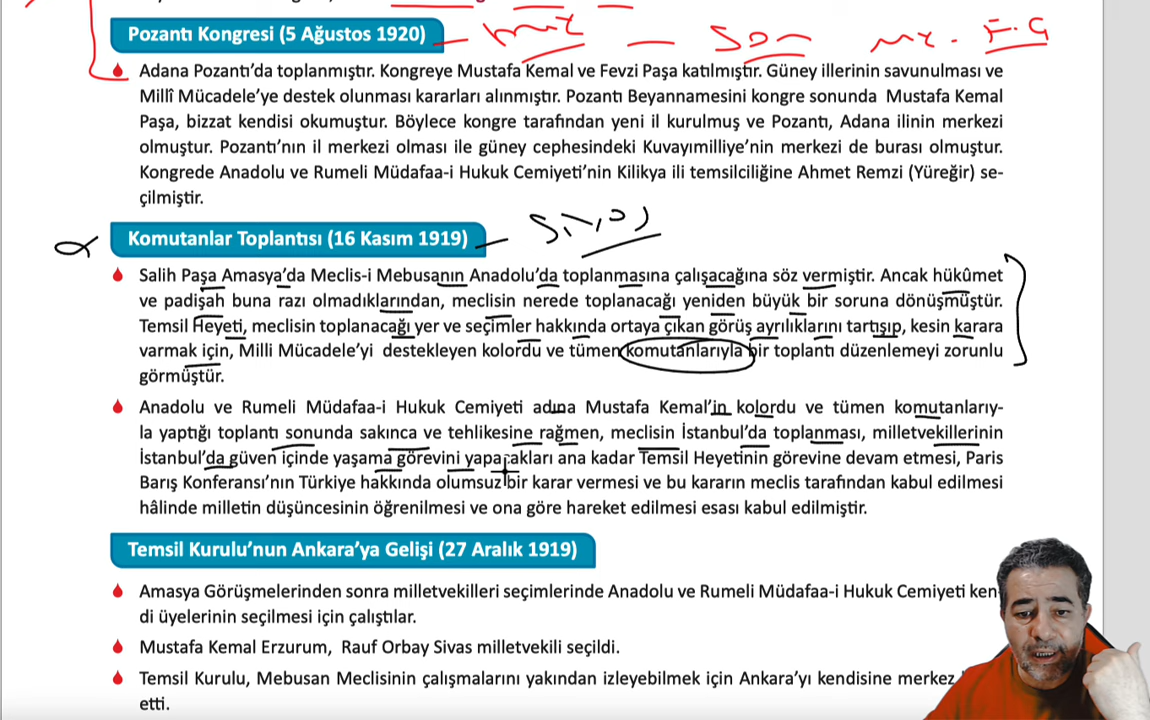 Pozantı Kongresi (5 Ağustos 1920)
son
F.G
Adana Pozantı’da toplanmıştır. Kongreye Mustafa Kemal ve Fevzi Paşa katılmıştır. Güney illerinin savunulması ve
Millî Mücadele’ye destek olunması kararları alınmıştır. Pozantı Beyannamesini kongre sonunda Mustafa Kemal
Paşa, bizzat kendisi okumuştur. Böylece kongre tarafından yeni il kurulmuş ve Pozantı, Adana ilinin merkezi
olmuştur. Pozantı’nın il merkezi olması ile güney cephesindeki Kuvayımilliye’nin merkezi de burası olmuştur.
Kongrede Anadolu ve Rumeli Müdafaa-i Hukuk Cemiyeti’nin Kilikya ili temsilciliğine Ahmet Remzi (Yüreğir) se-
çilmiştir.
Komutanlar Toplantısı (16 Kasım 1919)
Salih Paşa Amasya’da Meclis-i Mebusanın Anadolu’da toplanmasına çalışacağına söz vermiştir. Ancak hükûmet
ve padişah buna razı olmadıklarından, meclisin nerede toplanacağı yeniden büyük bir soruna dönüşmüştür.
Temsil Heyeti, meclisin toplanacağı yer ve seçimler hakkında ortaya çıkan görüş ayrılıklarını tartışıp, kesin karara
varmak için, Milli Mücadele’yi destekleyen kolordu ve tümen komutanlarıyla bir toplantı düzenlemeyi zorunlu
görmüştür.
Anadolu ve Rumeli Müdafaa-i Hukuk Cemiyeti adına Mustafa Kemal’in kolordu ve tümen komutanlarıy-
la yaptığı toplantı sonunda sakınca ve tehlikesine rağmen, meclisin İstanbul’da toplanması, milletvekillerinin
İstanbul’da güven içinde yaşama görevini yapacakları ana kadar Temsil Heyetinin görevine devam etmesi, Paris
Barış Konferansı’nın Türkiye hakkında olumsuz bir karar vermesi ve bu kararın meclis tarafından kabul edilmesi
hâlinde milletin düşüncesinin öğrenilmesi ve ona göre hareket edilmesi esası kabul edilmiştir.
Temsil Kurulu’nun Ankara’ya Gelişi (27 Aralık 1919)
Amasya Görüşmelerinden sonra milletvekilleri seçimlerinde Anadolu ve Rumeli Müdafaa-i Hukuk Cemiyeti ken-
di üyelerinin seçilmesi için çalıştılar.
Mustafa Kemal Erzurum, Rauf Orbay Sivas milletvekili seçildi.
Temsil Kurulu, Mebusan Meclisinin çalışmalarını yakından izleyebilmek için Ankara’yı kendisine merkez
etti.